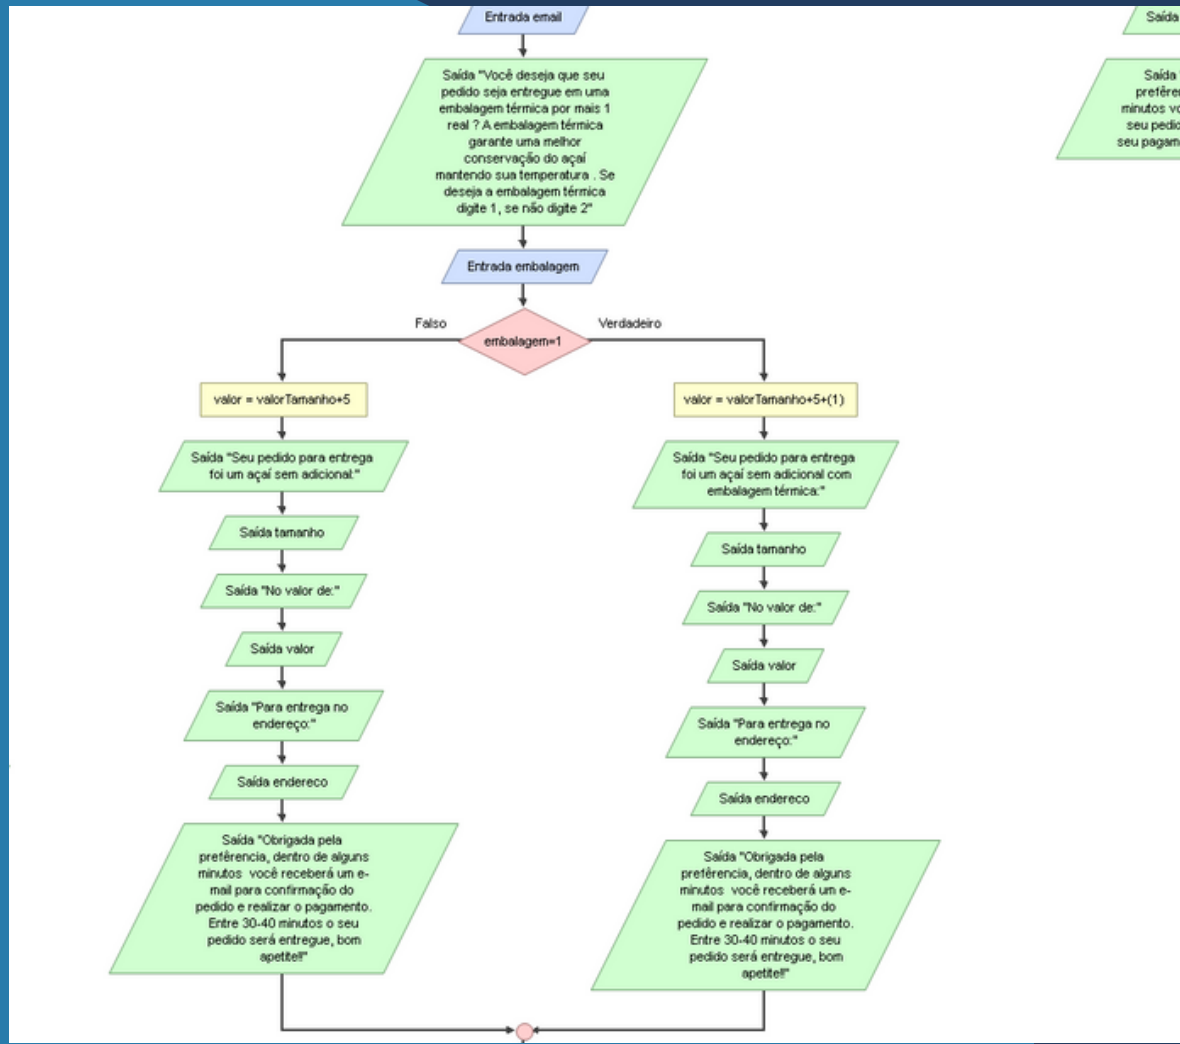 Entrada email
Saída "Você deseja que seu
pedido seja entregue em uma
embalagem térmica por mais 1
real ? A embalagem térmica
garante uma melhor
conservação do açaí
mantendo sua temperatura . Se
deseja a embalagem térmica
digite 1, se não digite 2"
Entrada embalagem
Falso
embalagem=1
Verdadeiro
valor = valorTamanho+5
Saída "Seu pedido para entrega
foi um açaí sem adicional:"
Saída tamanho
Saída "No valor de:"
Saída valor
Saída "Para entrega no
endereço:"
Saída endereco
Saída "Obrigada pela
prefêrencia, dentro de alguns
minutos você receberá um e-
mail para confirmação do
pedido e realizar o pagamento.
Entre 30-40 minutos o seu
pedido será entregue, bom
apetite!!"
valor = valorTamanho+5+(1)
Saída "Seu pedido para entrega
foi um açaí sem adicional com
embalagem térmica:"
Saída tamanho
Saída "No valor de:"
Saída valor
Saída "Para entrega no
endereço:"
Saída endereco
Saída "Obrigada pela
prefêrencia, dentro de alguns
minutos você receberá um e-
mail para confirmação do
pedido e realizar o pagamento.
Entre 30-40 minutos o seu
pedido será entregue, bom
apetite!!"
Saída
Saída
minutos
seu
seu